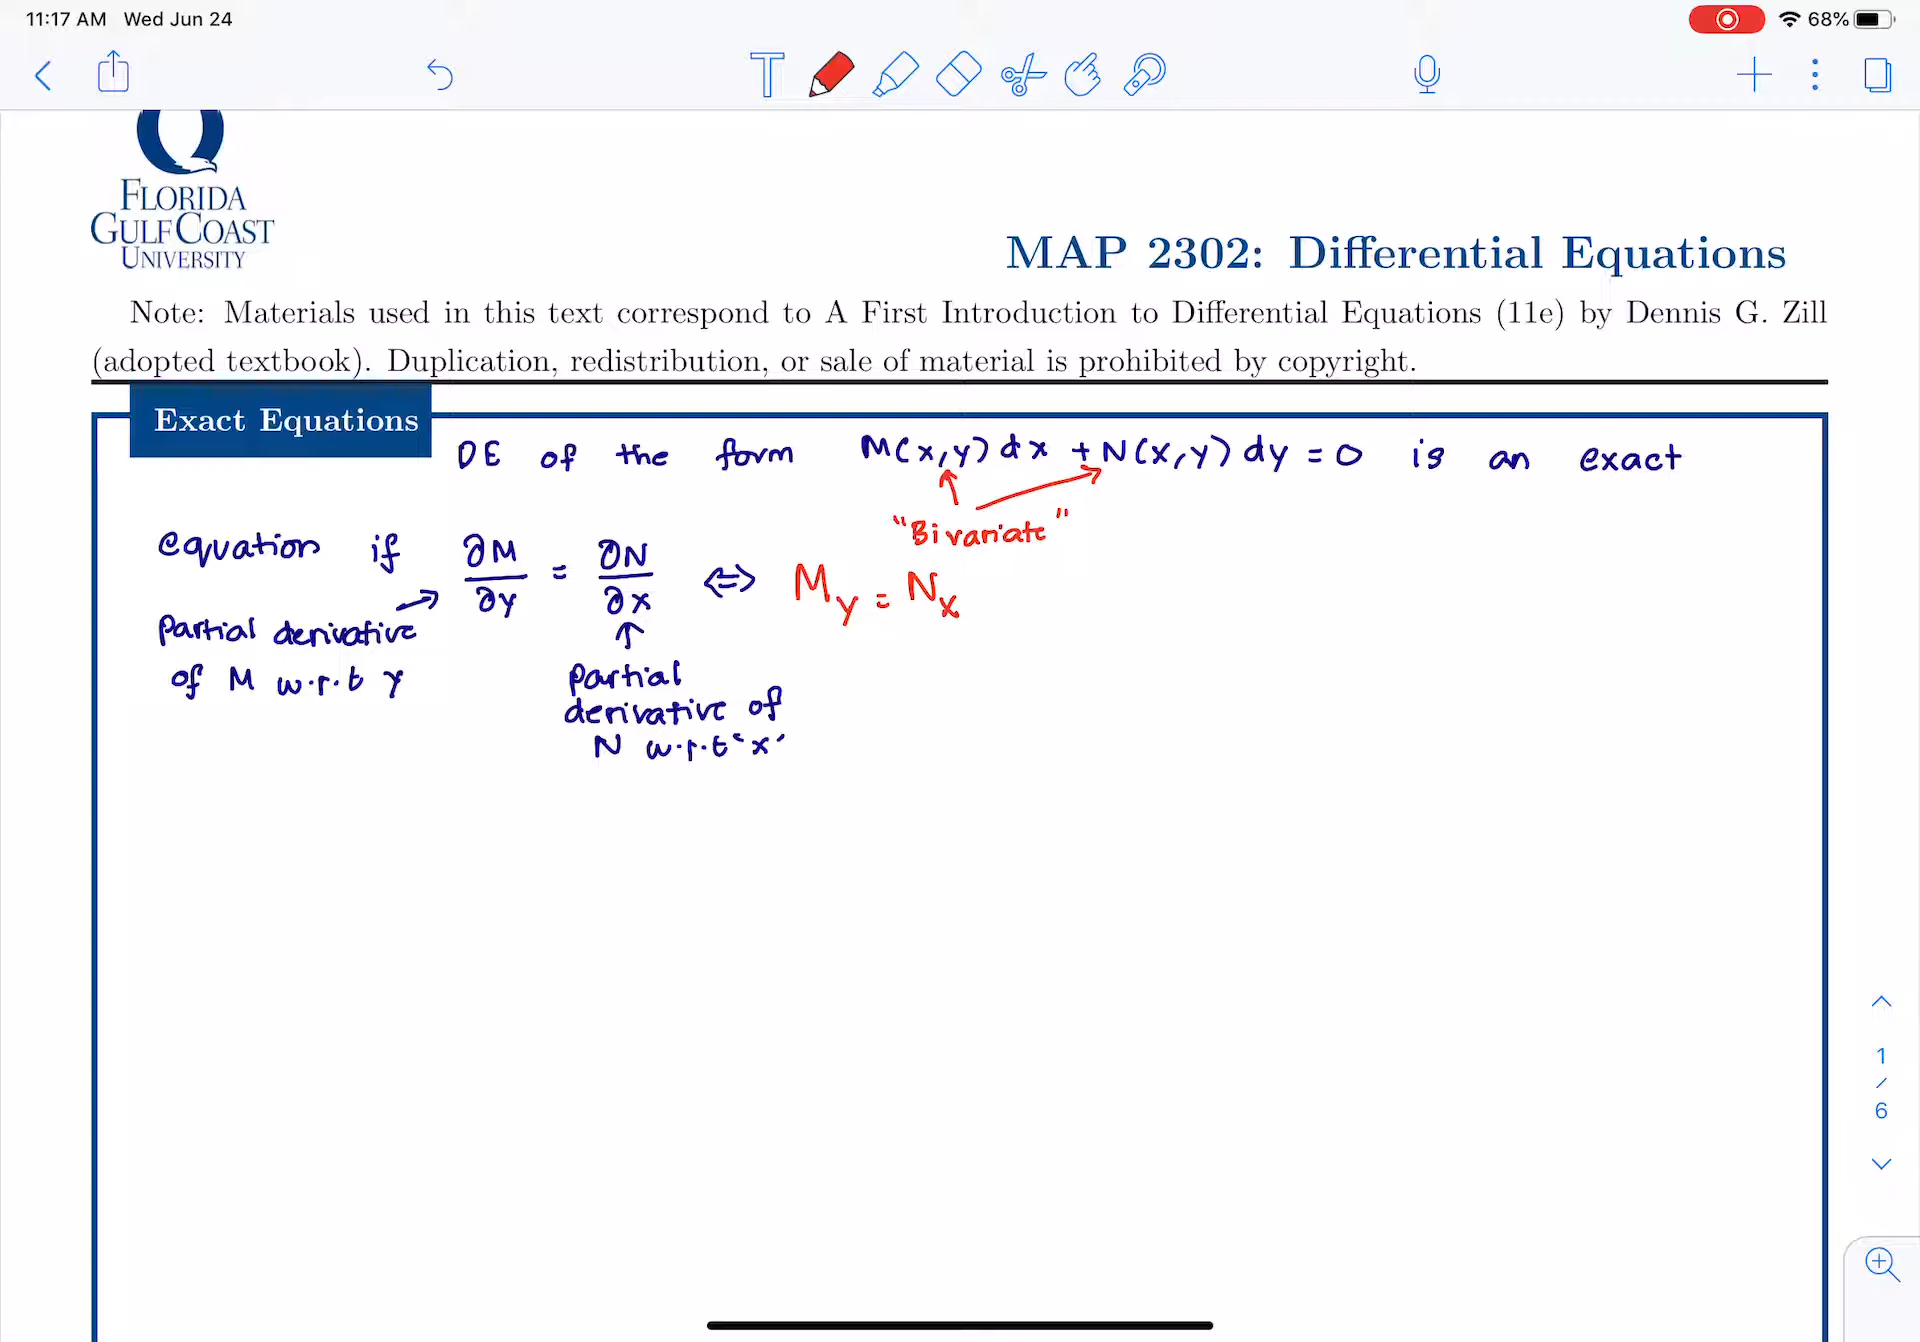 11:17 AM Wed Jun 24
68%
T
FLORIDA
GULF COAST
UNIVERSITY
MAP 2302: Differential Equations
Note: Materials used in this text correspond to A First Introduction to Differential Equations (11e) by Dennis G. Zill
(adopted textbook). Duplication, redistribution, or sale of material is prohibited by copyright.
Exact Equations
DE of the form M(x,y) dx + N(x,y) dy = 0 is an exact
"Bivariate"
equation if ∂M/∂y = ∂N/∂x ⇔ My = Nx
Partial derivative
of M w.r.t y
Partial
derivative of
N w.r.t 'x'
1
/
6